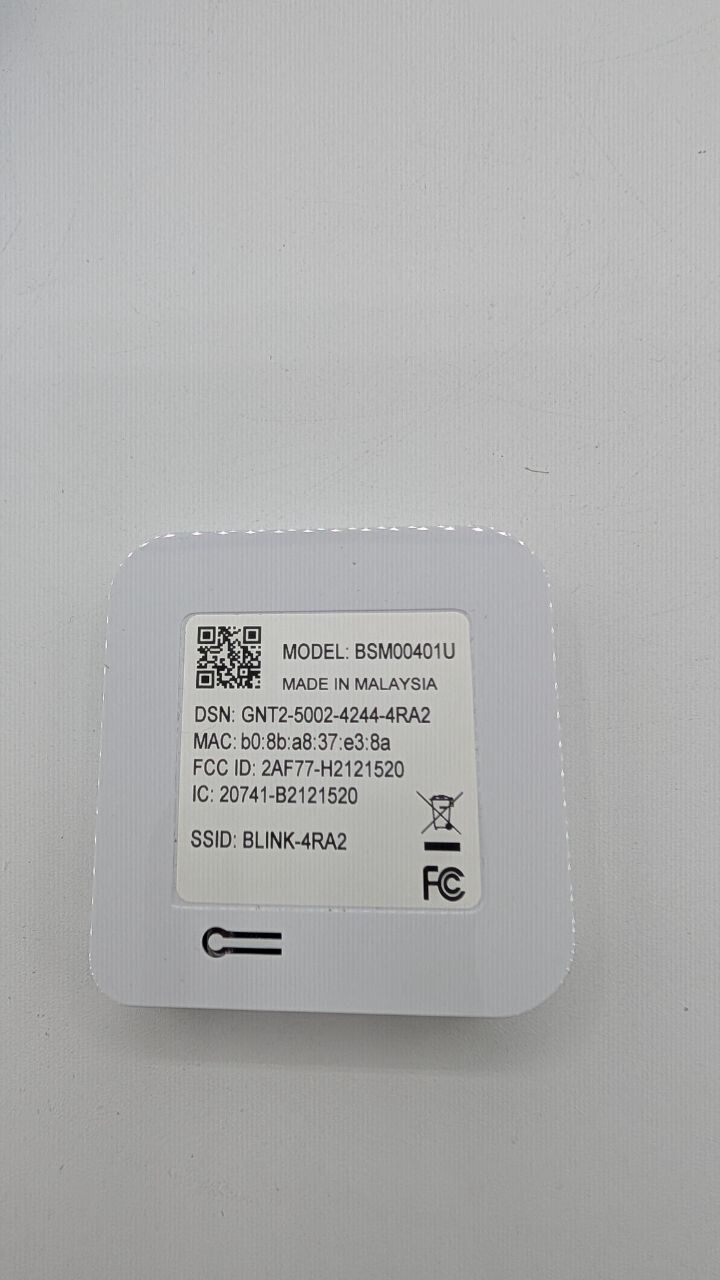 MODEL: BSM00401U
MADE IN MALAYSIA
DSN: GNT2-5002-4244-4RA2
MAC: b0:8b:a8:37:e3:8a
FCC ID: 2AF77-H2121520
IC: 20741-B2121520
SSID: BLINK-4RA2
FC